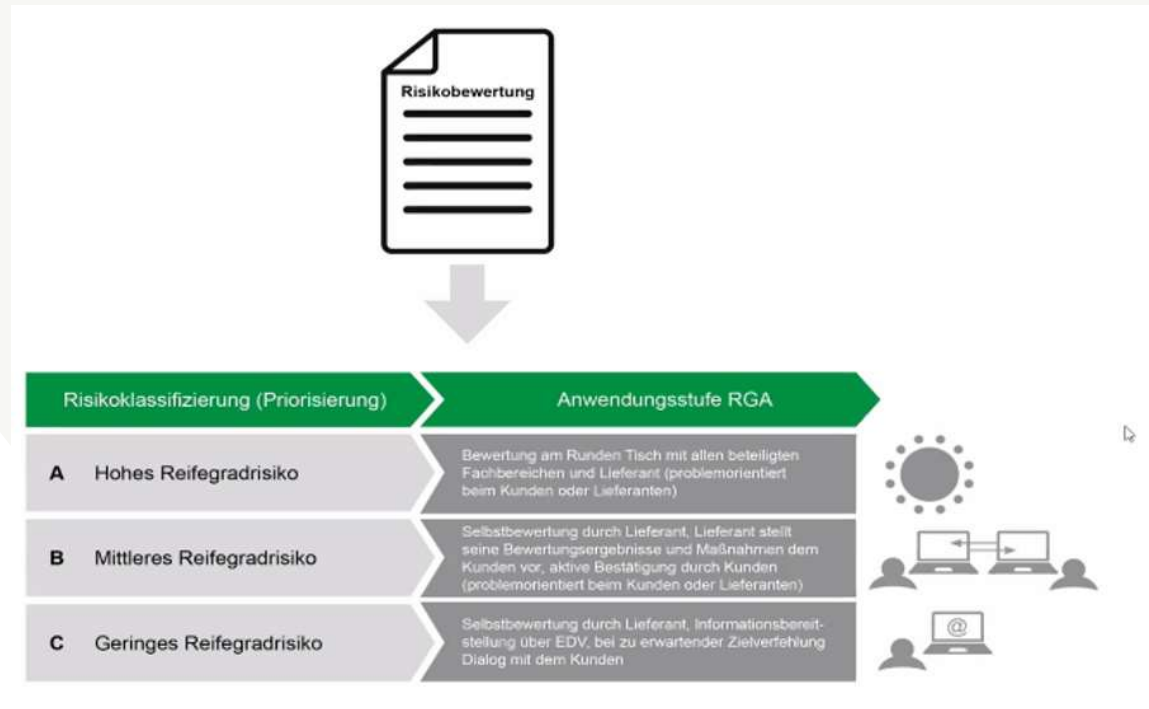 Risikobewertung
Risikoklassifizierung (Priorisierung)
Anwendungsstufe RGA
A Hohes Reifegradrisiko
Bewertung am Runden Tisch mit allen beteiligten
Fachbereichen und Lieferant (problemorientiert
beim Kunden oder Lieferanten)
B Mittleres Reifegradrisiko
Selbstbewertung durch Lieferant, Lieferant stellt
seine Bewertungsergebnisse und Maßnahmen dem
Kunden vor, aktive Bestätigung durch Kunden
(problemorientiert beim Kunden oder Lieferanten)
C Geringes Reifegradrisiko
Selbstbewertung durch Lieferant, Informationsbereit-
stellung über EDV, bei zu erwartender Zielverfehlung
Dialog mit dem Kunden
@